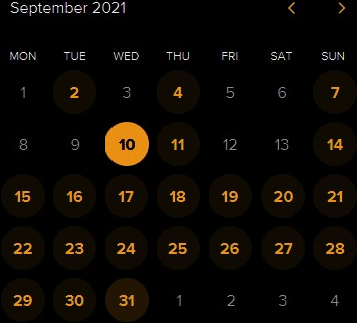 September 2021 < >
MON TUE WED THU FRI SAT SUN
1 2 3 4 5 6 7
8 9 10 11 12 13 14
15 16 17 18 19 20 21
22 23 24 25 26 27 28
29 30 31 1 2 3 4